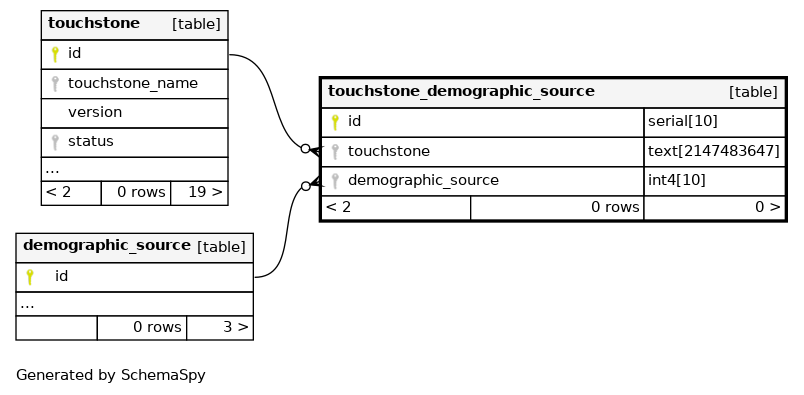 touchstone [table]
id
touchstone_name
version
status
...
< 2 0 rows 19 >
touchstone_demographic_source [table]
id serial[10]
touchstone text[2147483647]
demographic_source int4[10]
< 2 0 rows 0 >
demographic_source [table]
id
...
0 rows 3 >
Generated by SchemaSpy